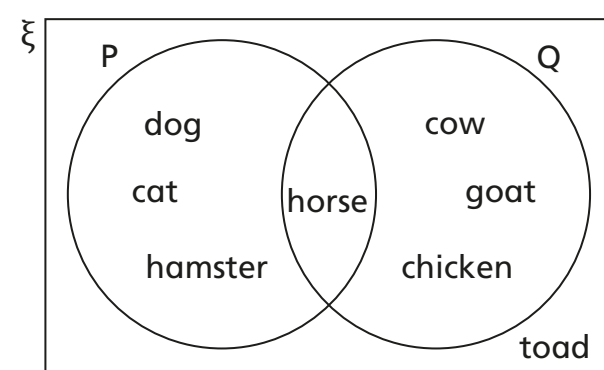 ξ
P
Q
dog
cow
cat
horse
goat
hamster
chicken
toad